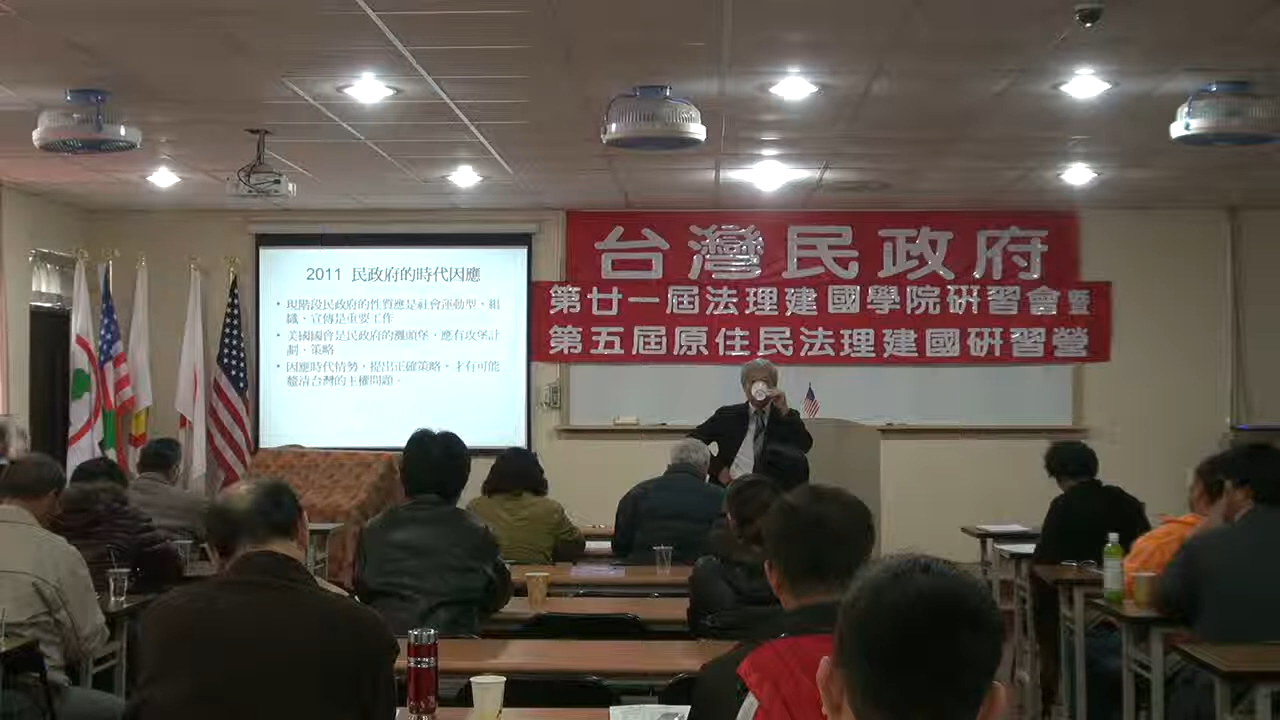 2011 民政府的時代因應
• 現階段民政府的性質應是社會運動型,組
織、宣傳是重要工作
• 美國國會是民政府的灘頭堡,應有攻堡計
劃、策略
• 因應時代情勢,提出正確策略,才有可能
釐清台灣的主權問題。
台灣民政府
第廿一屆法理建國學院研習會暨
第五屆原住民法理建國研習營